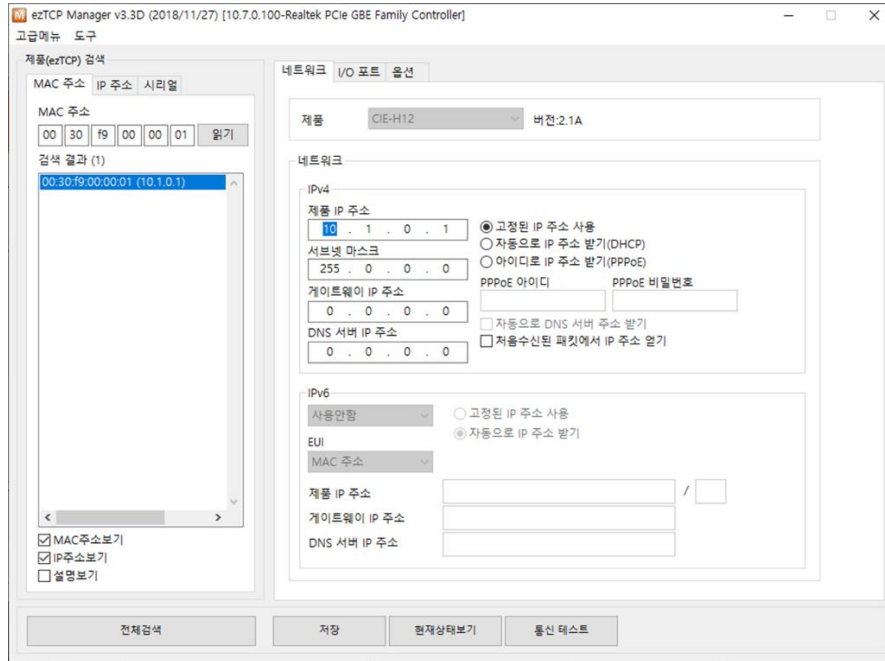 ezTCP Manager v3.3D (2018/11/27) [10.7.0.100-Realtek PCIe GBE Family Controller]
고급메뉴 도구
제품(ezTCP) 검색
MAC 주소 IP 주소 시리얼
MAC 주소
00 30 f9 00 00 01 읽기
검색 결과 (1)
00:30:f9:00:00:01 (10.1.0.1)
MAC주소보기
IP주소보기
설명보기
전체검색
네트워크 I/O 포트 옵션
제품 CIE-H12 버전:2.1A
네트워크
IPv4
제품 IP 주소
10 . 1 . 0 . 1
서브넷 마스크
255 . 0 . 0 . 0
게이트웨이 IP 주소
0 . 0 . 0 . 0
DNS 서버 IP 주소
0 . 0 . 0 . 0
고정된 IP 주소 사용
자동으로 IP 주소 받기(DHCP)
아이디로 IP 주소 받기(PPPoE)
PPPoE 아이디 PPPoE 비밀번호
자동으로 DNS 서버 주소 받기
처음수신된 패킷에서 IP 주소 얻기
IPv6
사용안함
고정된 IP 주소 사용
자동으로 IP 주소 받기
EUI
MAC 주소
제품 IP 주소 /
게이트웨이 IP 주소
DNS 서버 IP 주소
저장 현재상태보기 통신 테스트